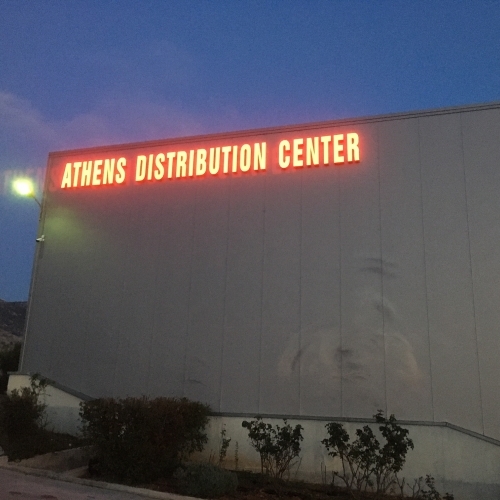 ATHENS DISTRIBUTION CENTER